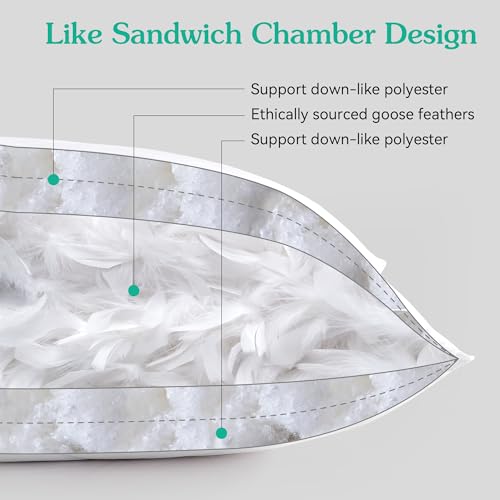 Like Sandwich Chamber Design
Support down-like polyester
Ethically sourced goose feathers
Support down-like polyester